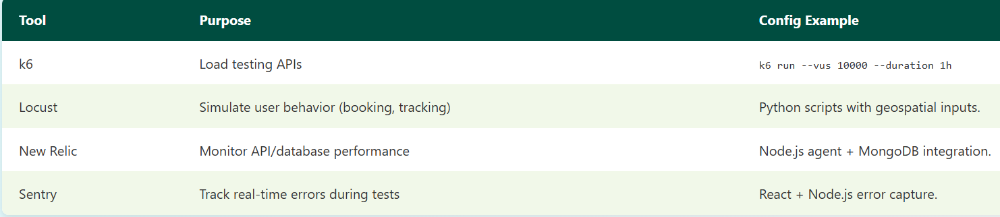 Tool Purpose Config Example
k6 Load testing APIs k6 run --vus 10000 --duration 1h
Locust Simulate user behavior (booking, tracking) Python scripts with geospatial inputs.
New Relic Monitor API/database performance Node.js agent + MongoDB integration.
Sentry Track real-time errors during tests React + Node.js error capture.